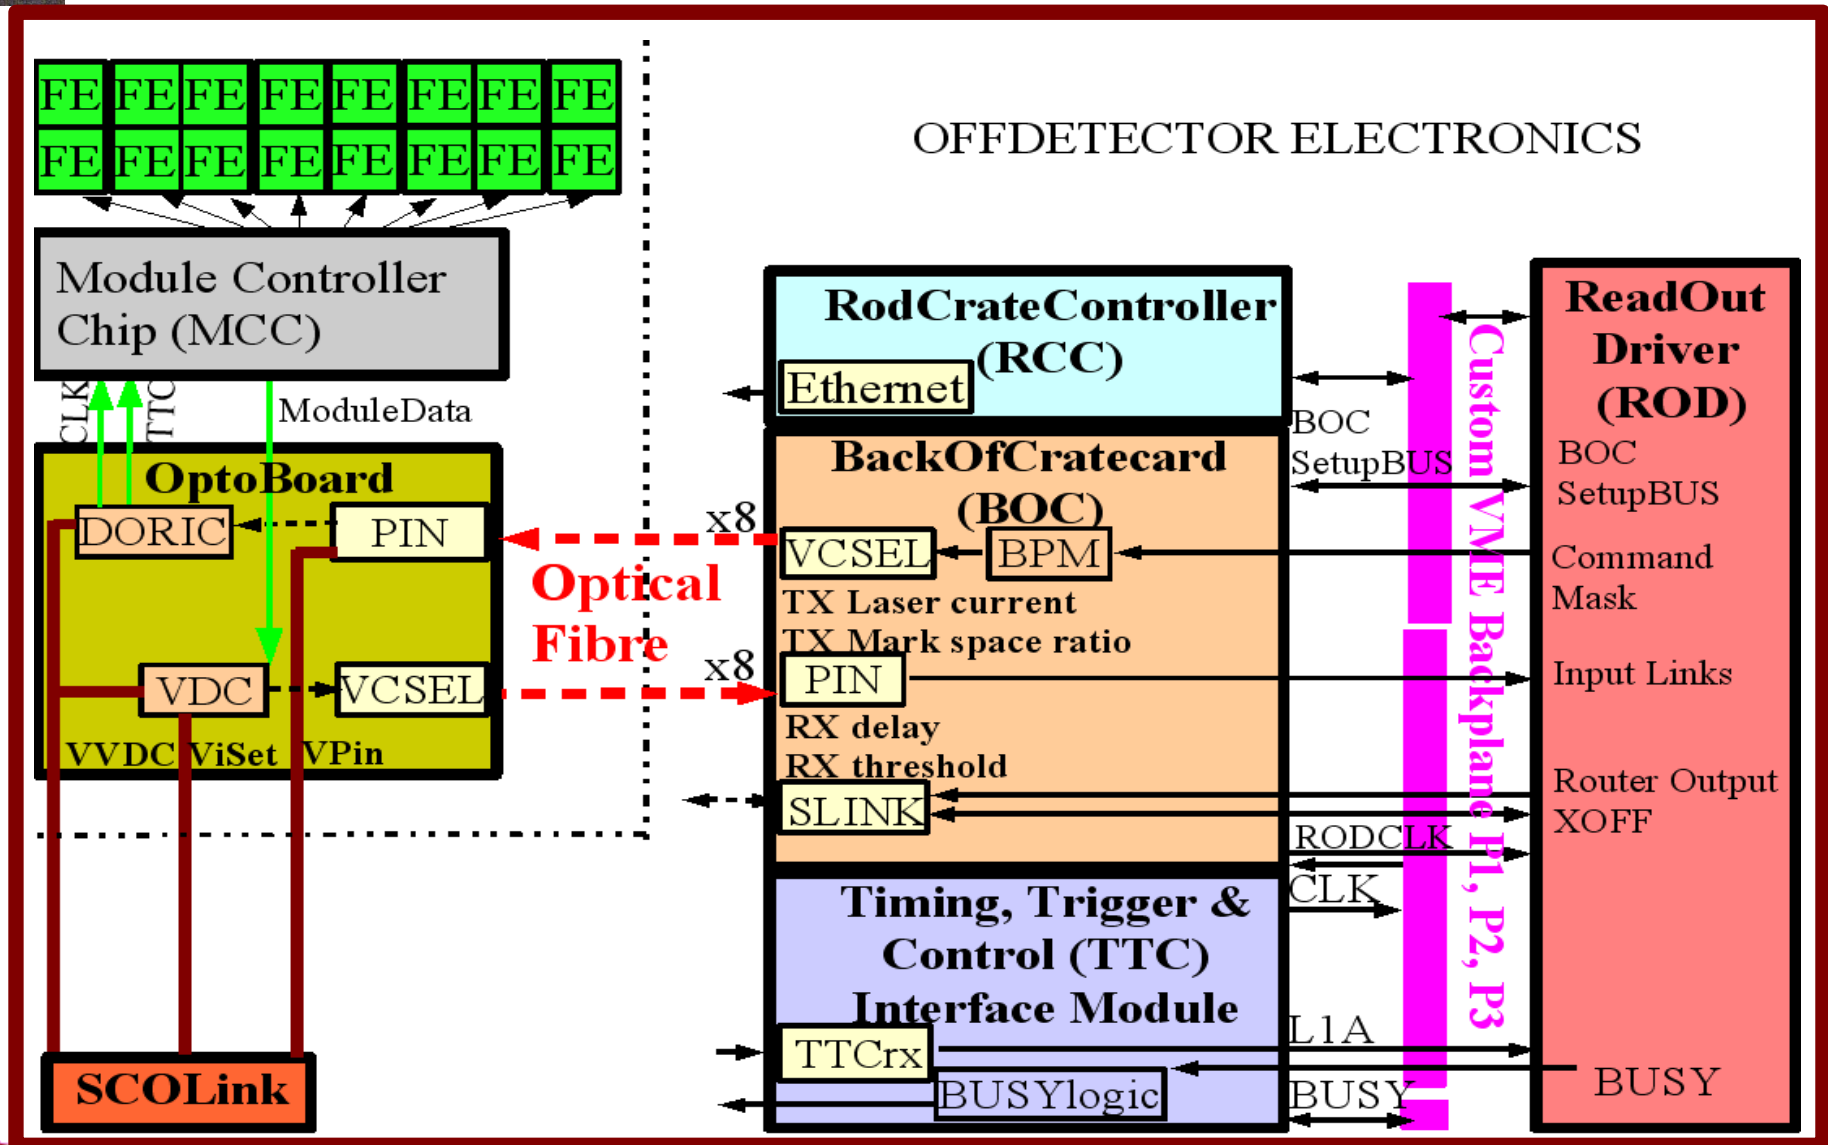 FE FE FE FE FE FE FE FE
FE FE FE FE FE FE FE FE
OFFDETECTOR ELECTRONICS
Module Controller
Chip (MCC)
CLK
TTC
ModuleData
OptoBoard
DORIC
PIN
VDC
VCSEL
VVDC ViSet VPin
SCOLink
x8
Optical
Fibre
x8
RodCrateController
(RCC)
Ethernet
BackOfCratecard
(BOC)
VCSEL
BPM
TX Laser current
TX Mark space ratio
PIN
RX delay
RX threshold
SLINK
Timing, Trigger &
Control (TTC)
Interface Module
TTCrx
BUSYlogic
BOC
SetupBUS
RODCLK
CLK
L1A
BUSY
Custom VME Backplane P1, P2, P3
ReadOut
Driver
(ROD)
BOC
SetupBUS
Command
Mask
Input Links
Router Output
XOFF
BUSY